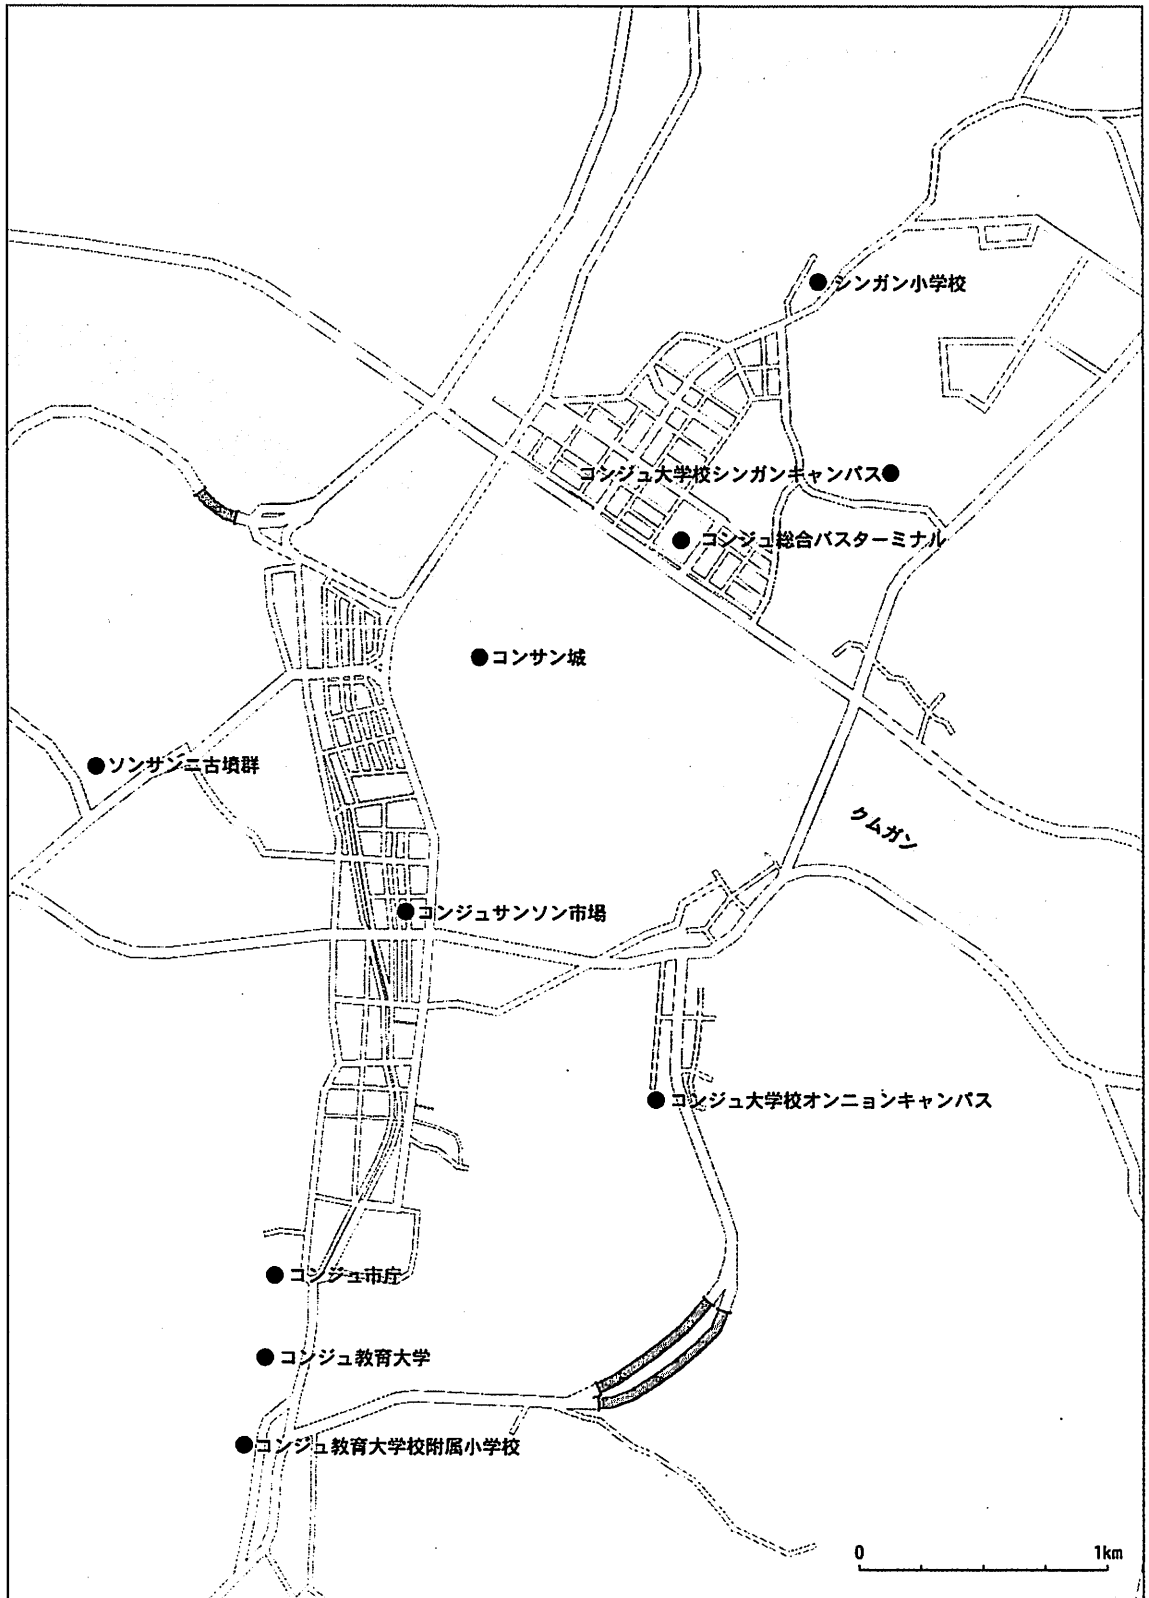 シンガン小学校
コンジュ大学校シンガンキャンパス
コンジュ総合バスターミナル
コンサン城
ソンサンニ古墳群
クムガン
コンジュサンソン市場
コンジュ大学校オンニョンキャンパス
コンジュ市庁
コンジュ教育大学
コンジュ教育大学校附属小学校
0 1km